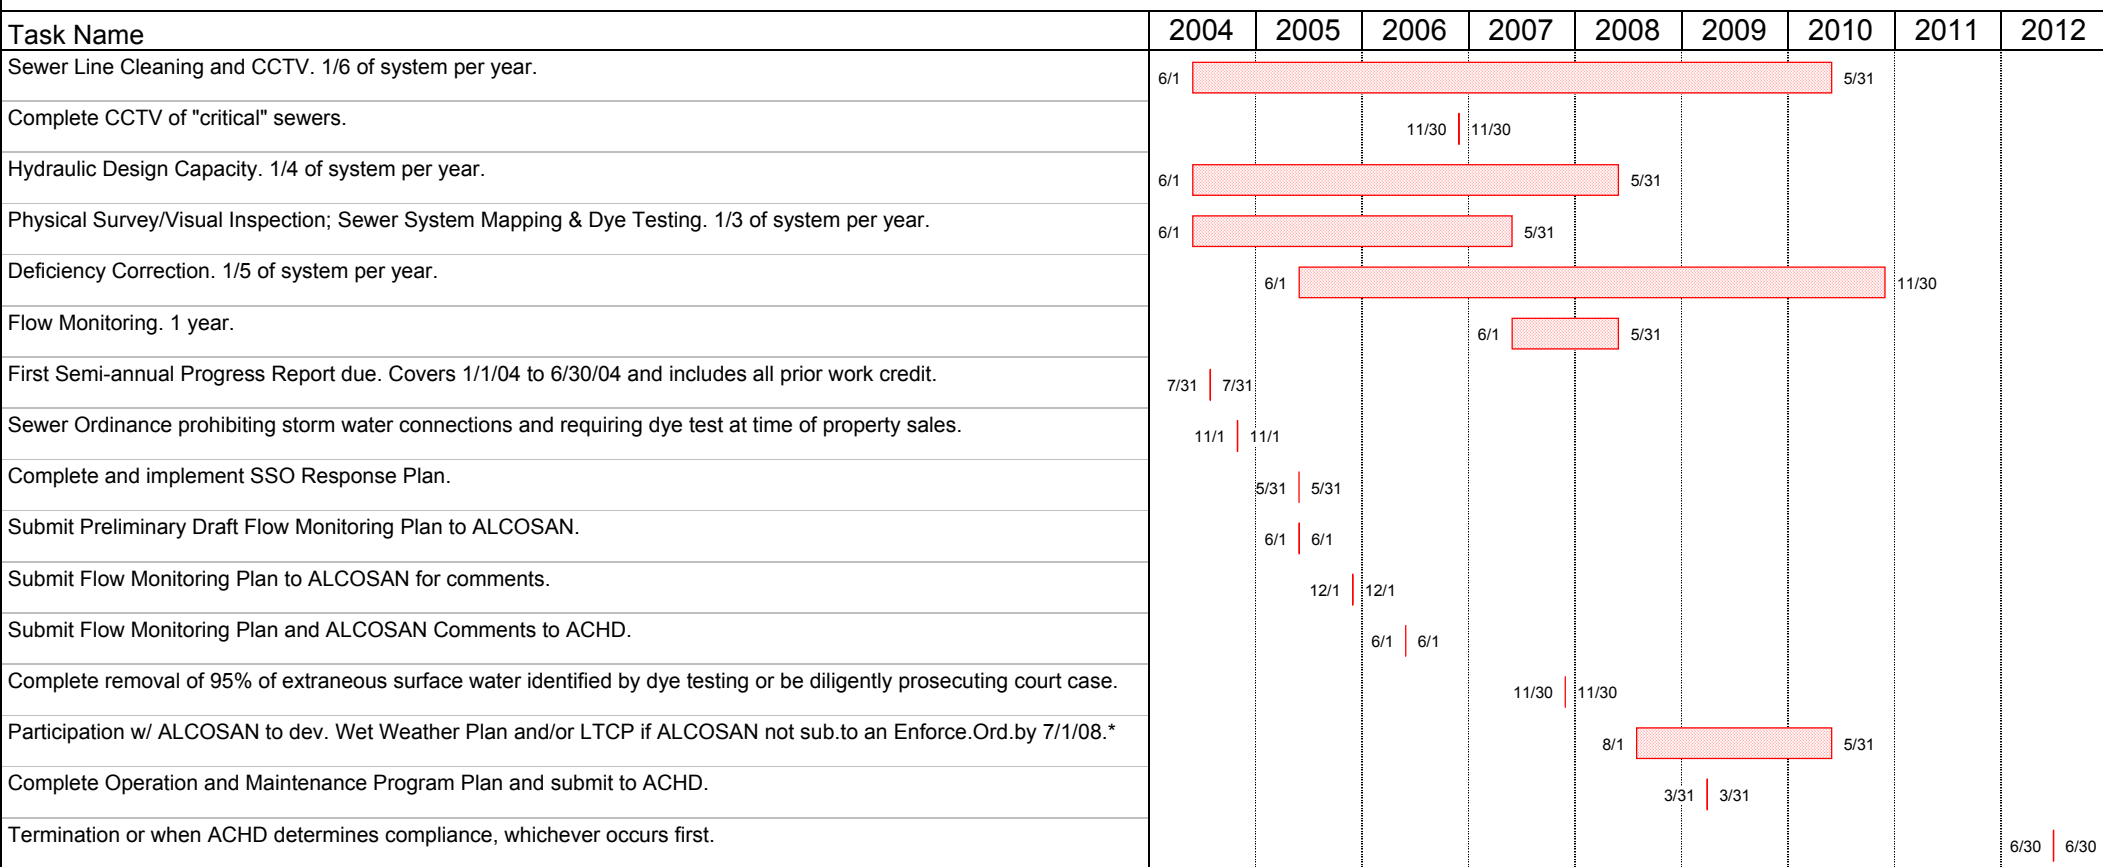 Task Name 2004 2005 2006 2007 2008 2009 2010 2011 2012
Sewer Line Cleaning and CCTV. 1/6 of system per year. 6/1 5/31
Complete CCTV of "critical" sewers. 11/30 11/30
Hydraulic Design Capacity. 1/4 of system per year. 6/1 5/31
Physical Survey/Visual Inspection; Sewer System Mapping & Dye Testing. 1/3 of system per year. 6/1 5/31
Deficiency Correction. 1/5 of system per year. 6/1 11/30
Flow Monitoring. 1 year. 6/1 5/31
First Semi-annual Progress Report due. Covers 1/1/04 to 6/30/04 and includes all prior work credit. 7/31 7/31
Sewer Ordinance prohibiting storm water connections and requiring dye test at time of property sales. 11/1 11/1
Complete and implement SSO Response Plan. 5/31 5/31
Submit Preliminary Draft Flow Monitoring Plan to ALCOSAN. 6/1 6/1
Submit Flow Monitoring Plan to ALCOSAN for comments. 12/1 12/1
Submit Flow Monitoring Plan and ALCOSAN Comments to ACHD. 6/1 6/1
Complete removal of 95% of extraneous surface water identified by dye testing or be diligently prosecuting court case. 11/30 11/30
Participation w/ ALCOSAN to dev. Wet Weather Plan and/or LTCP if ALCOSAN not sub.to an Enforce.Ord.by 7/1/08.* 8/1 5/31
Complete Operation and Maintenance Program Plan and submit to ACHD. 3/31 3/31
Termination or when ACHD determines compliance, whichever occurs first. 6/30 6/30